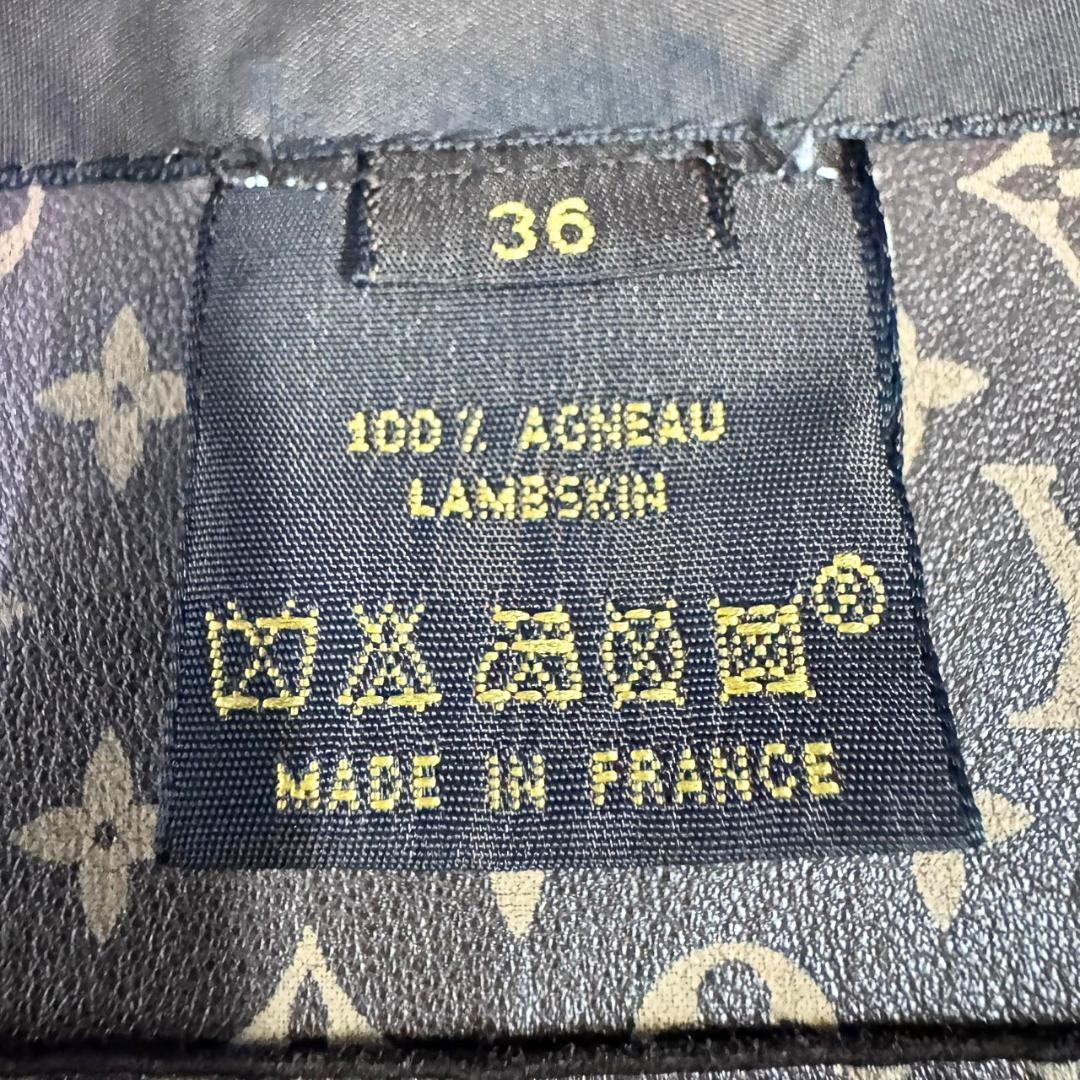 36
100% AGNEAU
LAMBSKIN
®
MADE IN FRANCE